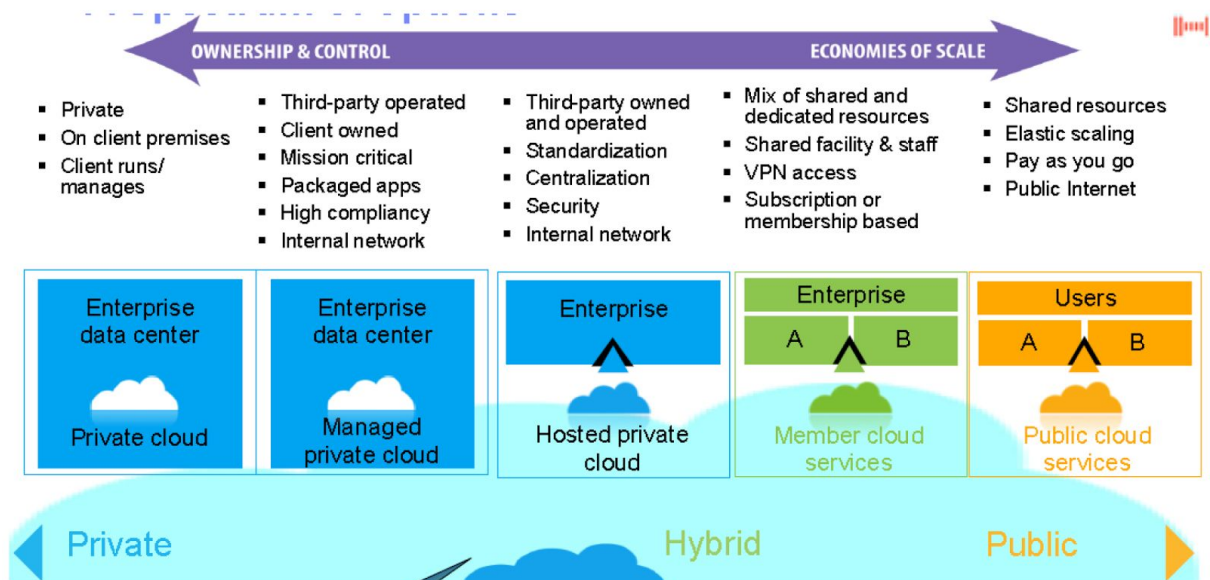 OWNERSHIP & CONTROL
ECONOMIES OF SCALE
▪ Private
▪ On client premises
▪ Client runs/
manages
▪ Third-party operated
▪ Client owned
▪ Mission critical
▪ Packaged apps
▪ High compliancy
▪ Internal network
▪ Third-party owned
and operated
▪ Standardization
▪ Centralization
▪ Security
▪ Internal network
▪ Mix of shared and
dedicated resources
▪ Shared facility & staff
▪ VPN access
▪ Subscription or
membership based
▪ Shared resources
▪ Elastic scaling
▪ Pay as you go
▪ Public Internet
Enterprise
data center
Private cloud
Enterprise
data center
Managed
private cloud
Enterprise
Hosted private
cloud
Enterprise
A
B
Member cloud
services
Users
A
B
Public cloud
services
Private
Hybrid
Public